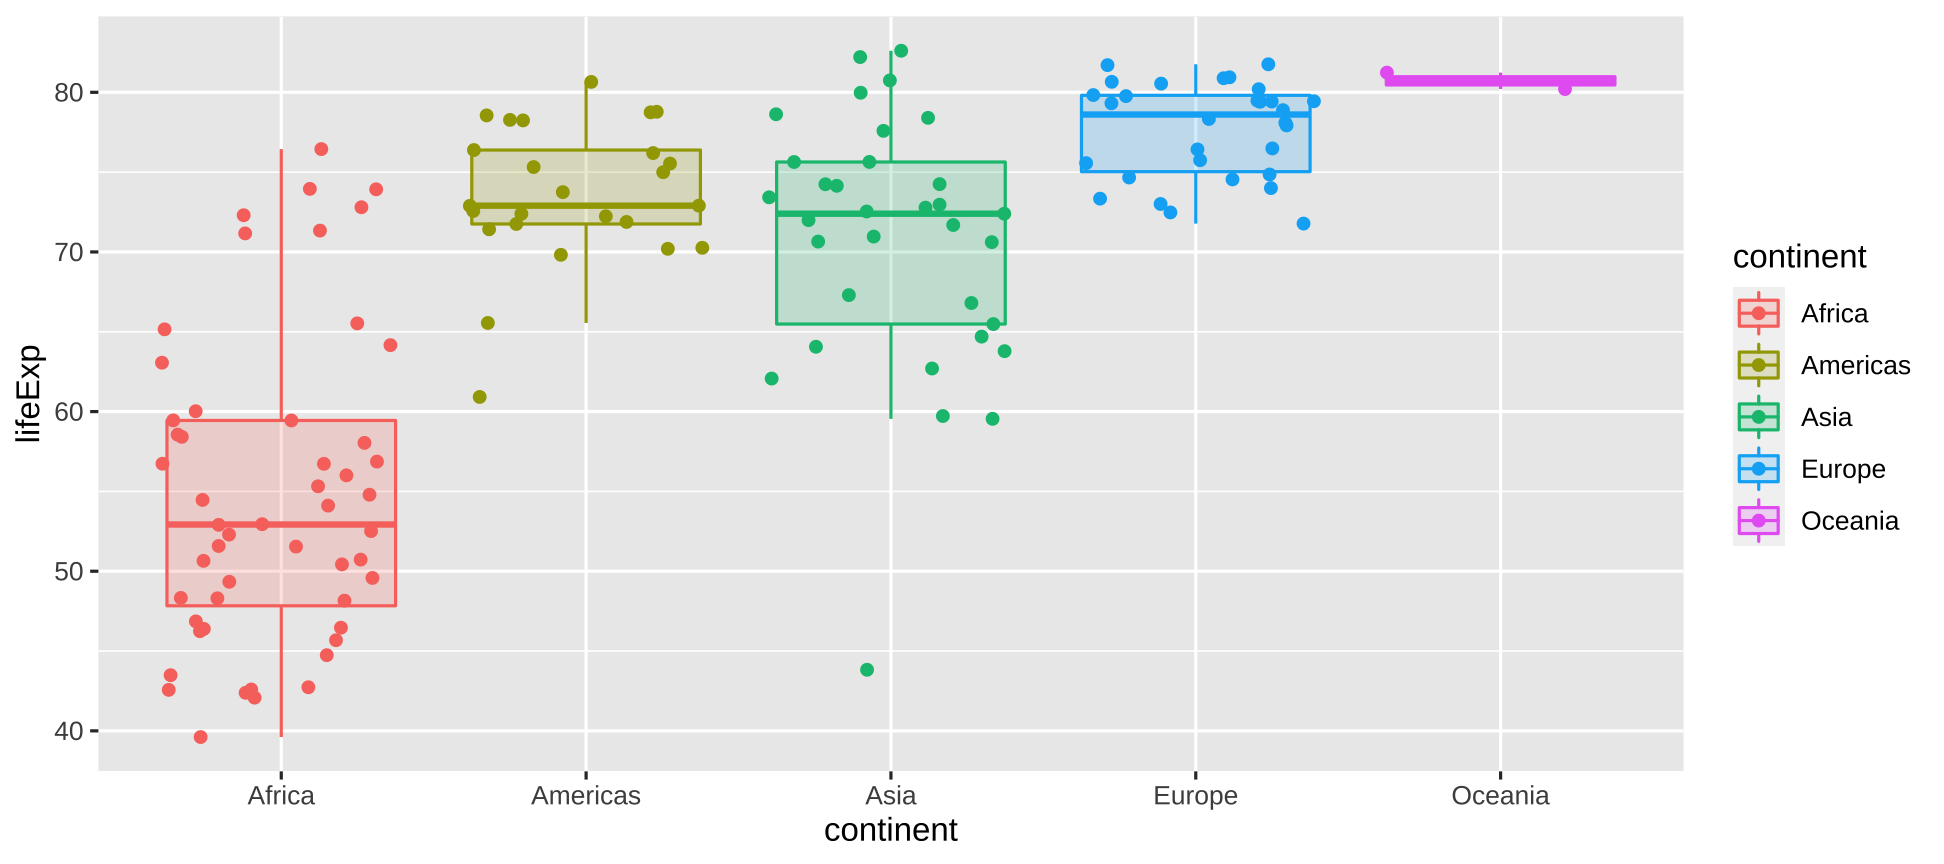 lifeExp
80
70
60
50
40
Africa
Americas
Asia
Europe
Oceania
continent
continent
Africa
Americas
Asia
Europe
Oceania